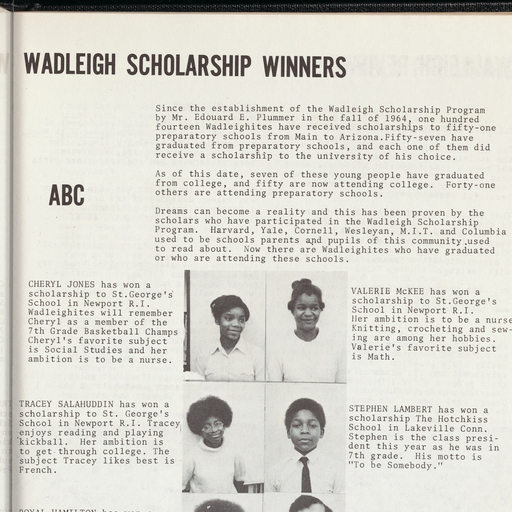 WADLEIGH SCHOLARSHIP WINNERS
Since the establishment of the Wadleigh Scholarship Program
by Mr. Edouard E. Plummer in the fall of 1964, one hundred
fourteen Wadleighites have received scholarships to fifty-one
preparatory schools from Main to Arizona.Fifty-seven have
graduated from preparatory schools, and each one of them did
receive a scholarship to the university of his choice.
ABC
As of this date, seven of these young people have graduated
from college, and fifty are now attending college. Forty-one
others are attending preparatory schools.
Dreams can become a reality and this has been proven by the
scholars who have participated in the Wadleigh Scholarship
Program. Harvard, Yale, Cornell, Wesleyan, M.I.T. and Columbia
used to be schools parents and pupils of this community used
to read about. Now there are Wadleighites who have graduated
or who are attending these schools.
CHERYL JONES has won a
scholarship to St.George's
School in Newport R.I.
Wadleighites will remember
Cheryl as a member of the
7th Grade Basketball Champs
Cheryl's favorite subject
is Social Studies and her
ambition is to be a nurse.
VALERIE McKEE has won a
scholarship to St.George's
School in Newport R.I.
Her ambition is to be a nurse
Knitting, crocheting and sew-
ing are among her hobbies.
Valerie's favorite subject
is Math.
TRACEY SALAHUDDIN has won a
scholarship to St. George's
School in Newport R.I. Tracey
enjoys reading and playing
kickball. Her ambition is
to get through college. The
subject Tracey likes best is
French.
STEPHEN LAMBERT has won a
scholarship The Hotchkiss
School in Lakeville Conn.
Stephen is the class presi-
dent this year as he was in
7th grade. His motto is
"To be Somebody."